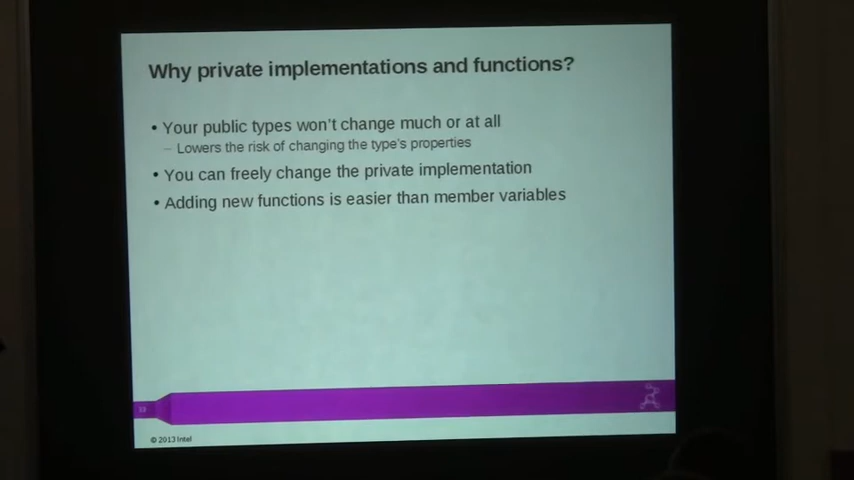 Why private implementations and functions?
• Your public types won't change much or at all
– Lowers the risk of changing the type's properties
• You can freely change the private implementation
• Adding new functions is easier than member variables
© 2013 Intel